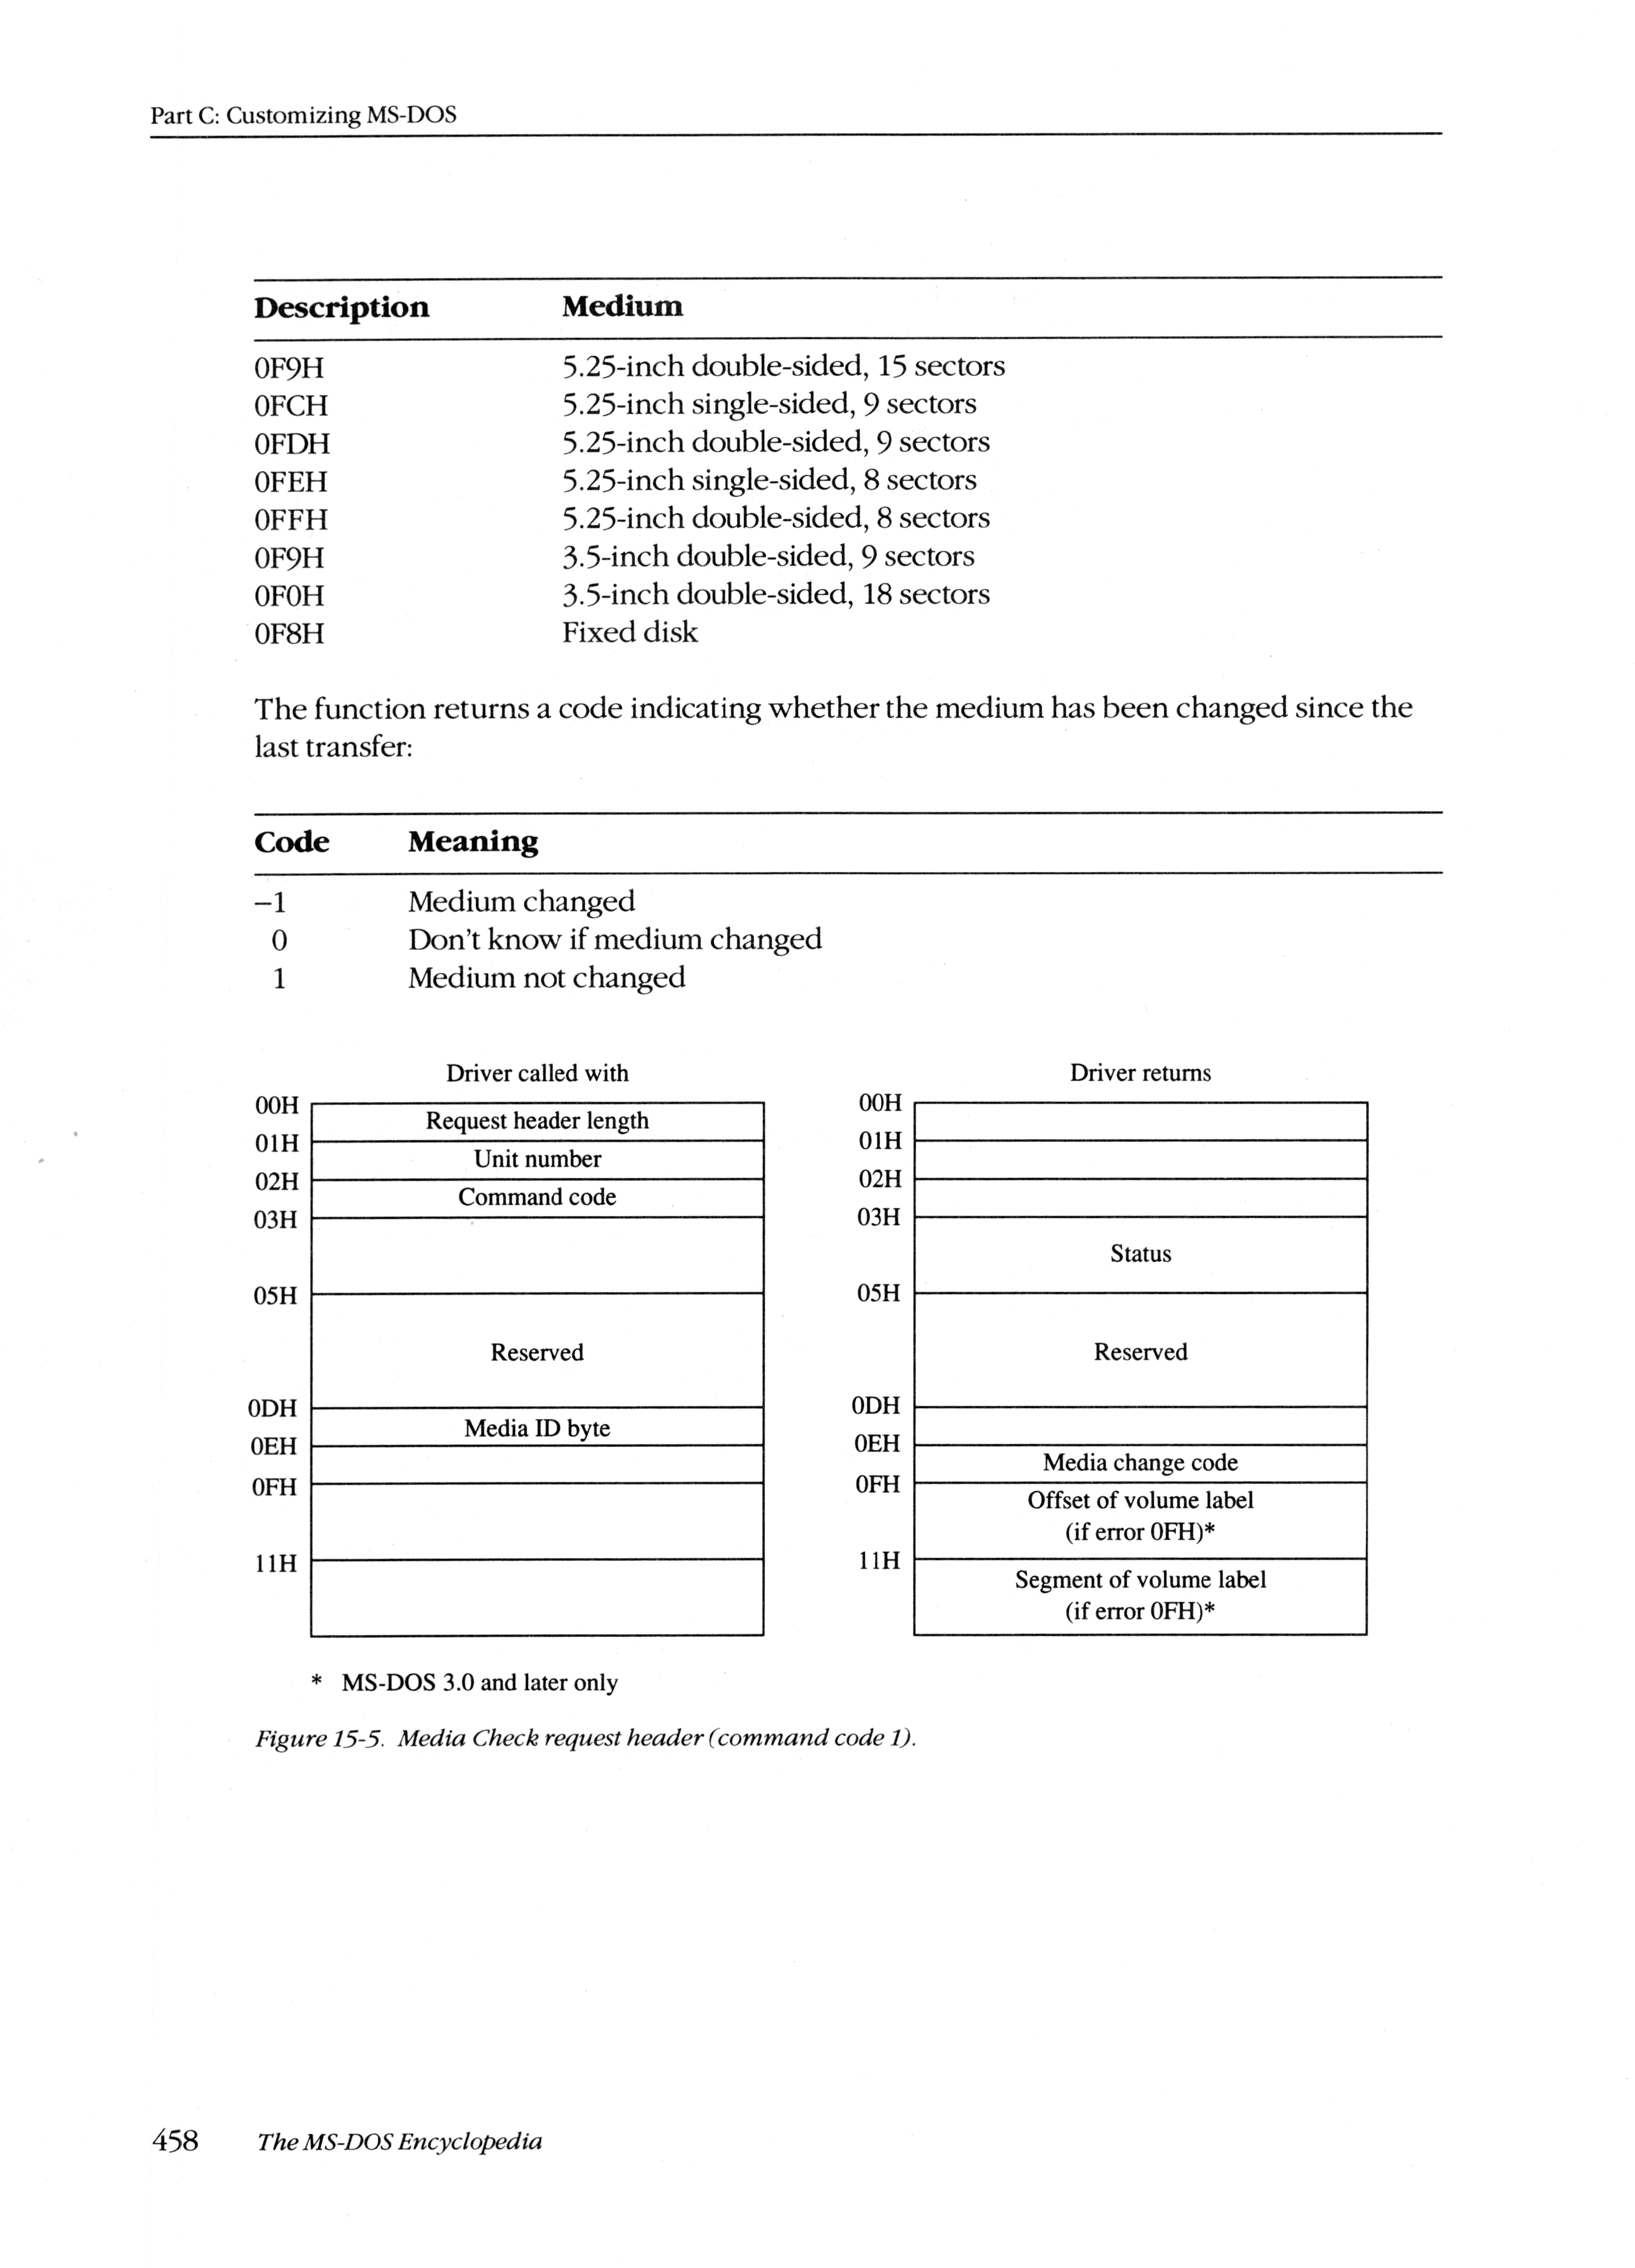 Part C: Customizing MS-DOS
Description Medium
0F9H 5.25-inch double-sided, 15 sectors
0FCH 5.25-inch single-sided, 9 sectors
0FDH 5.25-inch double-sided, 9 sectors
0FEH 5.25-inch single-sided, 8 sectors
0FFH 5.25-inch double-sided, 8 sectors
0F9H 3.5-inch double-sided, 9 sectors
0F0H 3.5-inch double-sided, 18 sectors
0F8H Fixed disk
The function returns a code indicating whether the medium has been changed since the
last transfer:
Code Meaning
–1 Medium changed
0 Don't know if medium changed
1 Medium not changed
Driver called with
00H
Request header length
01H
Unit number
02H
Command code
03H
05H
Reserved
0DH
Media ID byte
0EH
0FH
11H
Driver returns
00H
01H
02H
03H
Status
05H
Reserved
0DH
0EH
Media change code
0FH
Offset of volume label
(if error 0FH)*
11H
Segment of volume label
(if error 0FH)*
* MS-DOS 3.0 and later only
Figure 15-5. Media Check request header (command code 1).
458 The MS-DOS Encyclopedia